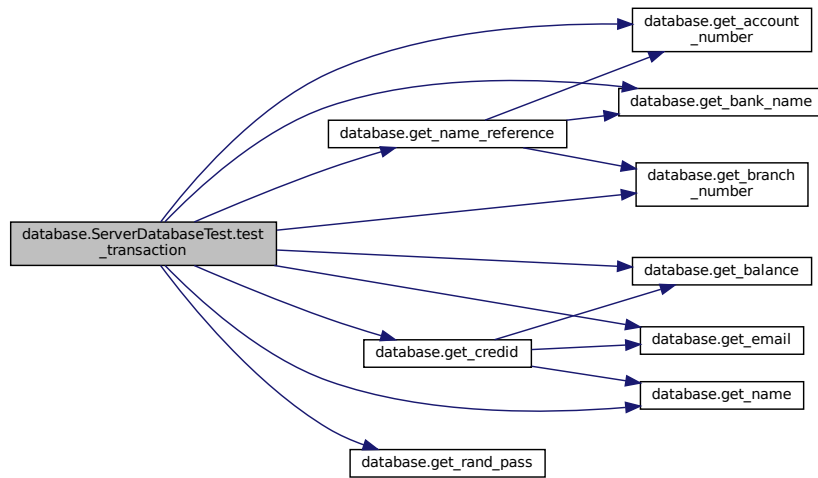 database.get_account
_number
database.get_bank_name
database.get_name_reference
database.get_branch
_number
database.ServerDatabaseTest.test
_transaction
database.get_balance
database.get_email
database.get_credid
database.get_name
database.get_rand_pass